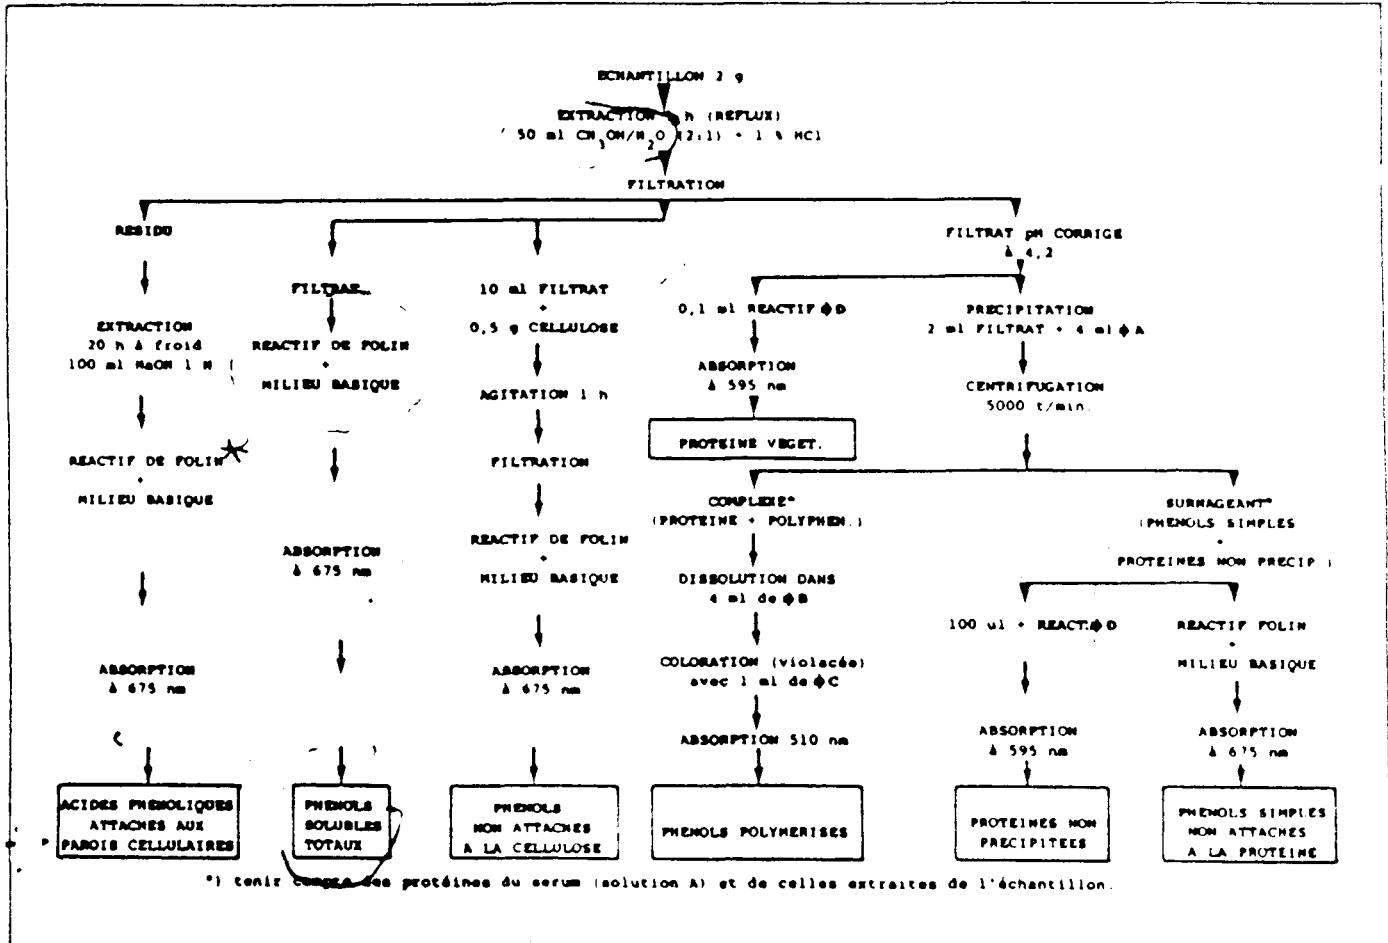 ECHANTILLON 2 g
EXTRACTION h (REFLUX)
50 ml CH3OH/H2O (2:1) + 1 % HCl
FILTRATION
RESIDU
EXTRACTION
20 h à froid
100 ml NaOH 1 N
REACTIF DE FOLIN
+
MILIEU BASIQUE
ABSORPTION
à 675 nm
ACIDES PHENOLIQUES
ATTACHES AUX
PAROIS CELLULAIRES
FILTRAT
REACTIF DE FOLIN
+
MILIEU BASIQUE
ABSORPTION
à 675 nm
PHENOLS
SOLUBLES
TOTAUX
10 ml FILTRAT
+
0,5 g CELLULOSE
AGITATION 1 h
FILTRATION
REACTIF DE FOLIN
+
MILIEU BASIQUE
ABSORPTION
à 675 nm
PHENOLS
NON ATTACHES
A LA CELLULOSE
FILTRAT pH CORRIGE
à 4,2
0,1 ml REACTIF ϕ D
ABSORPTION
à 595 nm
PROTEINE VEGET.
PRECIPITATION
2 ml FILTRAT + 4 ml ϕ A
CENTRIFUGATION
5000 t/min.
COMPLEXE*
(PROTEINE + POLYPHEN.)
DISSOLUTION DANS
4 ml de ϕ B
COLORATION (violacée)
avec 1 ml de ϕ C
ABSORPTION 510 nm
PHENOLS POLYMERISES
SURNAGEANT*
(PHENOLS SIMPLES
+
PROTEINES NON PRECIP )
100 ul + REACT. ϕ D
ABSORPTION
à 595 nm
PROTEINES NON
PRECIPITEES
REACTIF FOLIN
+
MILIEU BASIQUE
ABSORPTION
à 675 nm
PHENOLS SIMPLES
NON ATTACHES
A LA PROTEINE
*) tenir compte des protéines du serum (solution A) et de celles extraites de l'échantillon.